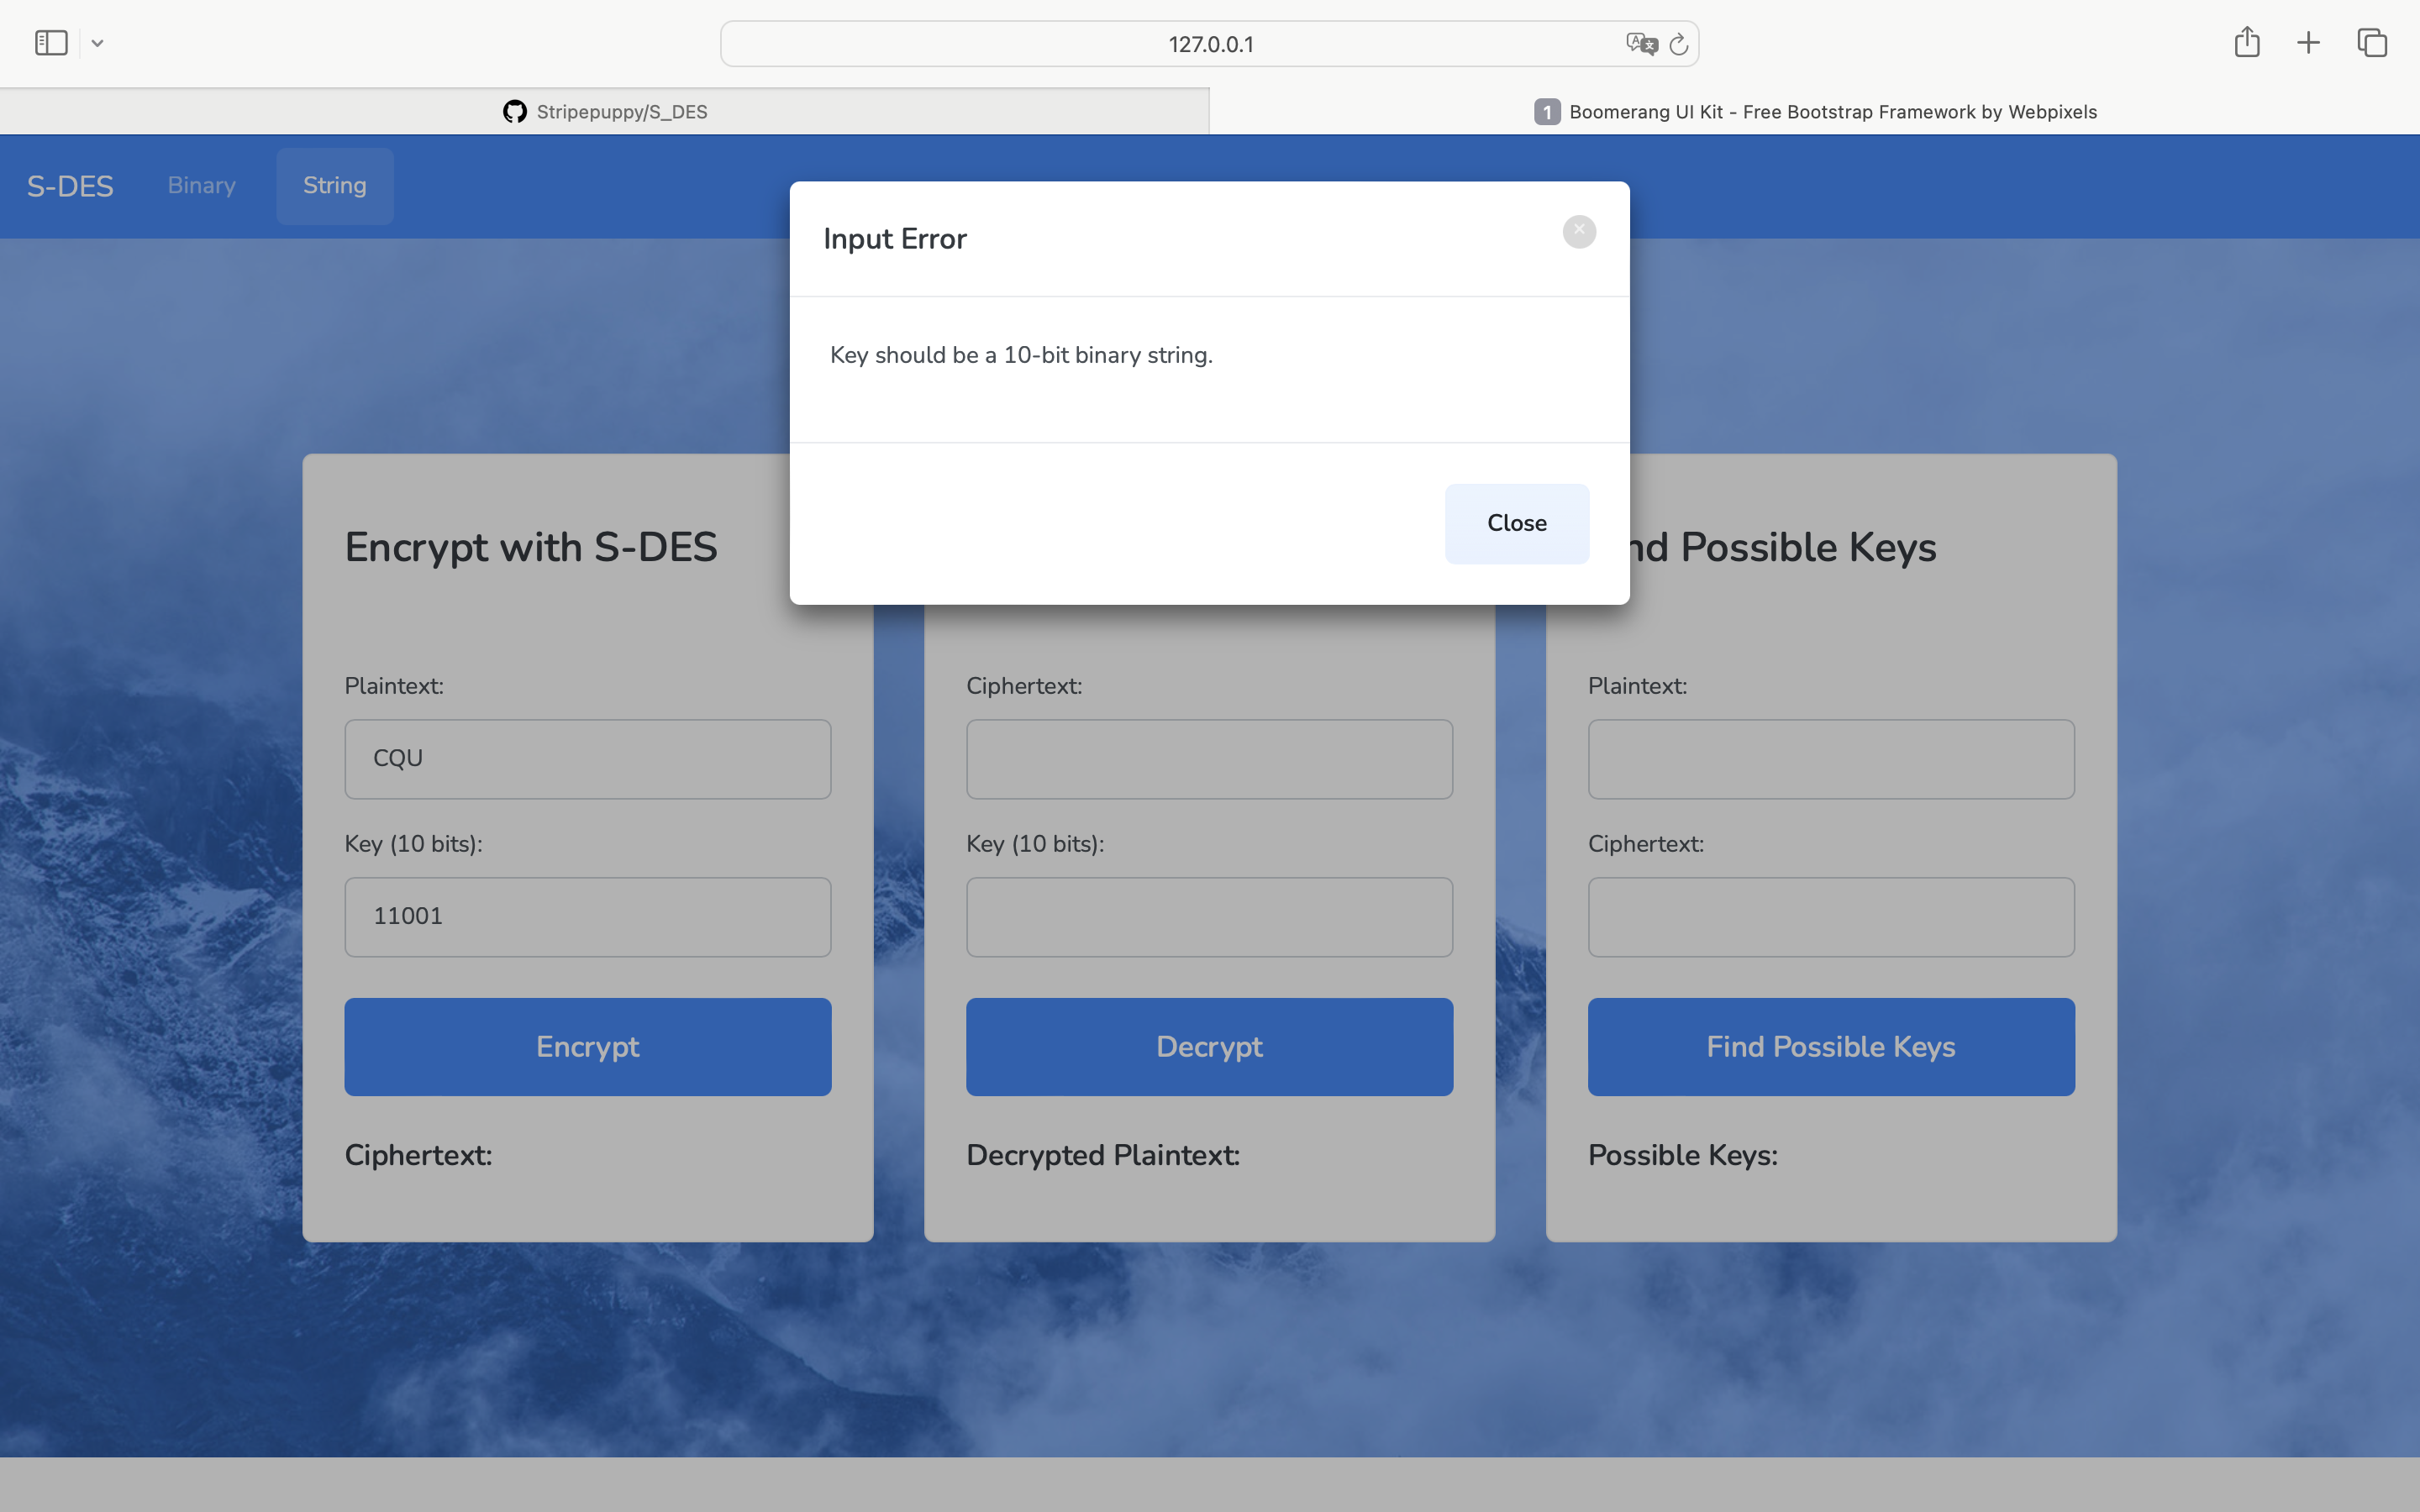 127.0.0.1
Stripepuppy/S_DES
1 Boomerang UI Kit - Free Bootstrap Framework by Webpixels
S-DES Binary String
Input Error
Key should be a 10-bit binary string.
Close
Encrypt with S-DES
Plaintext:
CQU
Key (10 bits):
11001
Encrypt
Ciphertext:
Ciphertext:
Key (10 bits):
Decrypt
Decrypted Plaintext:
nd Possible Keys
Plaintext:
Ciphertext:
Find Possible Keys
Possible Keys: